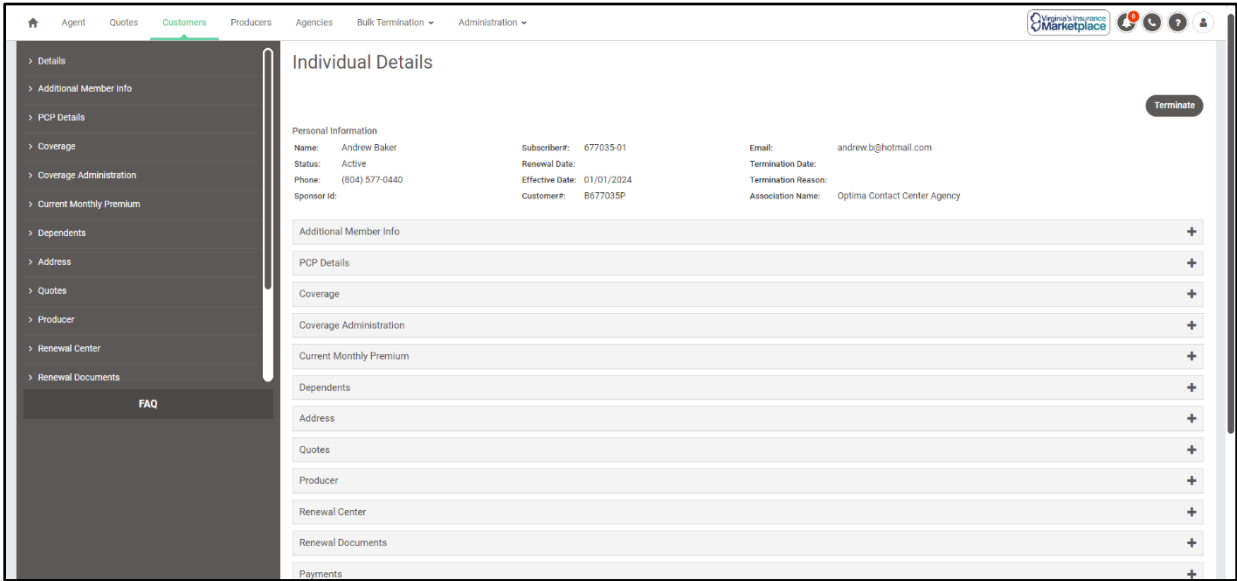 Agent Quotes Customers Producers Agencies Bulk Termination Administration
Virginia's Insurance
Marketplace
0
?
> Details
> Additional Member Info
> PCP Details
> Coverage
> Coverage Administration
> Current Monthly Premium
> Dependents
> Address
> Quotes
> Producer
> Renewal Center
> Renewal Documents
FAQ
Individual Details
Terminate
Personal Information
Name: Andrew Baker Subscriber#: 677035-01 Email: andrew.b@hotmail.com
Status: Active Renewal Date: Termination Date:
Phone: (804) 577-0440 Effective Date: 01/01/2024 Termination Reason:
Sponsor Id: Customer#: B677035P Association Name: Optima Contact Center Agency
Additional Member Info +
PCP Details +
Coverage +
Coverage Administration +
Current Monthly Premium +
Dependents +
Address +
Quotes +
Producer +
Renewal Center +
Renewal Documents +
Payments +